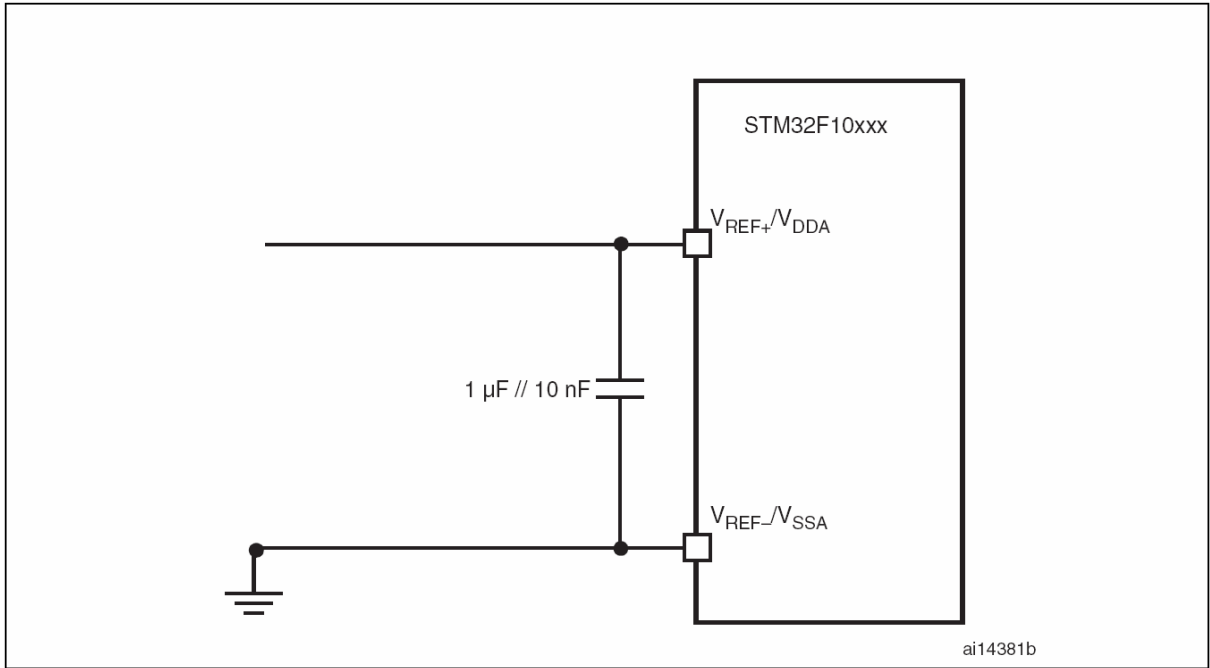 STM32F10xxx
VREF+/VDDA
1 µF // 10 nF
VREF–/VSSA
ai14381b